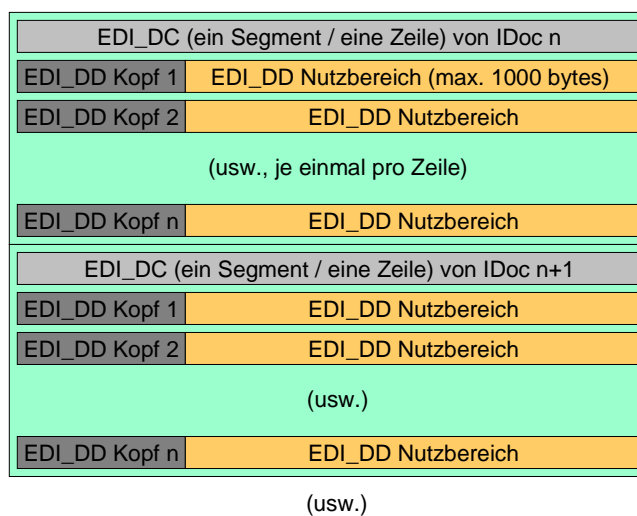 EDI_DC (ein Segment / eine Zeile) von IDoc n
EDI_DD Kopf 1 EDI_DD Nutzbereich (max. 1000 bytes)
EDI_DD Kopf 2 EDI_DD Nutzbereich
(usw., je einmal pro Zeile)
EDI_DD Kopf n EDI_DD Nutzbereich
EDI_DC (ein Segment / eine Zeile) von IDoc n+1
EDI_DD Kopf 1 EDI_DD Nutzbereich
EDI_DD Kopf 2 EDI_DD Nutzbereich
(usw.)
EDI_DD Kopf n EDI_DD Nutzbereich
(usw.)